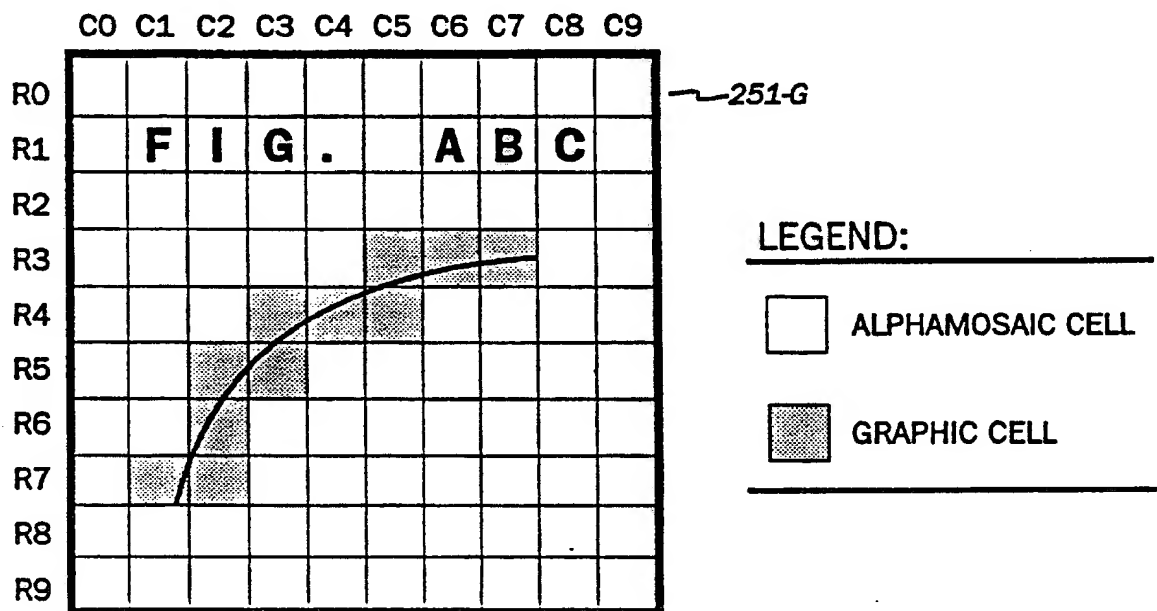 C0 C1 C2 C3 C4 C5 C6 C7 C8 C9
R0
251-G
R1 F I G . A B C
R2
R3
LEGEND:
R4
ALPHAMOSAIC CELL
R5
R6
GRAPHIC CELL
R7
R8
R9